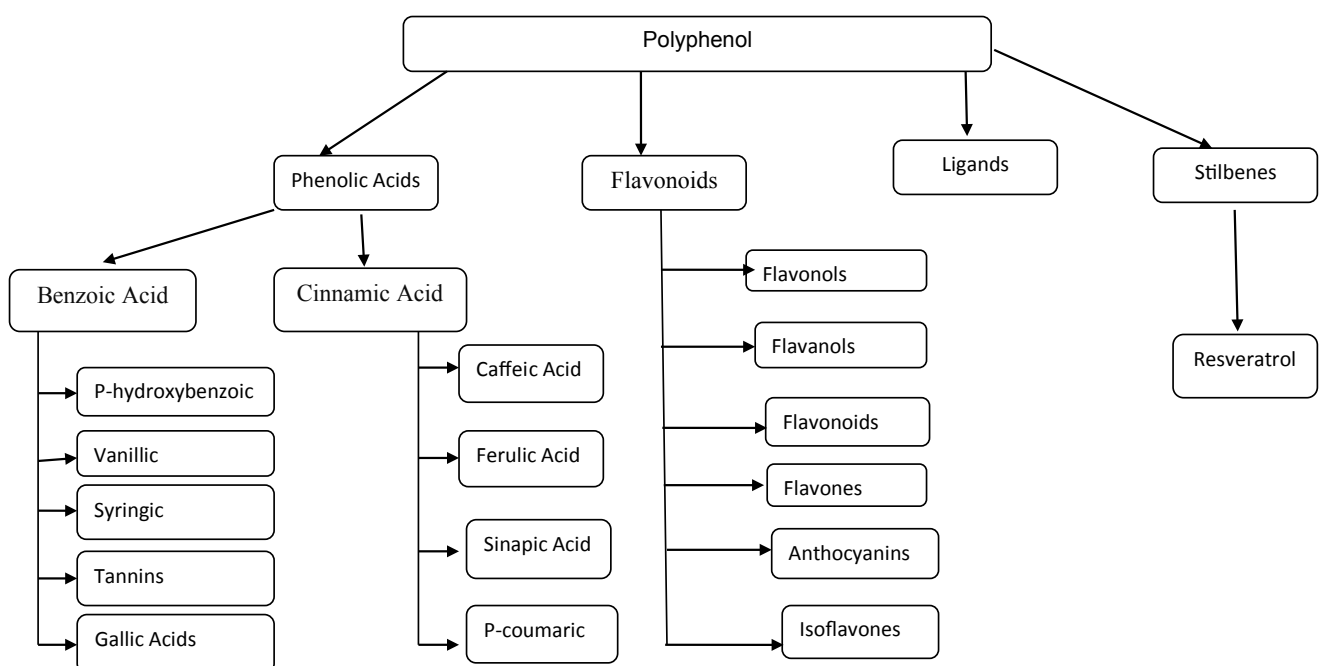 Polyphenol
Phenolic Acids
Flavonoids
Ligands
Stilbenes
Benzoic Acid
Cinnamic Acid
Flavonols
Flavanols
Flavonoids
Flavones
Anthocyanins
Isoflavones
Resveratrol
P-hydroxybenzoic
Vanillic
Syringic
Tannins
Gallic Acids
Caffeic Acid
Ferulic Acid
Sinapic Acid
P-coumaric